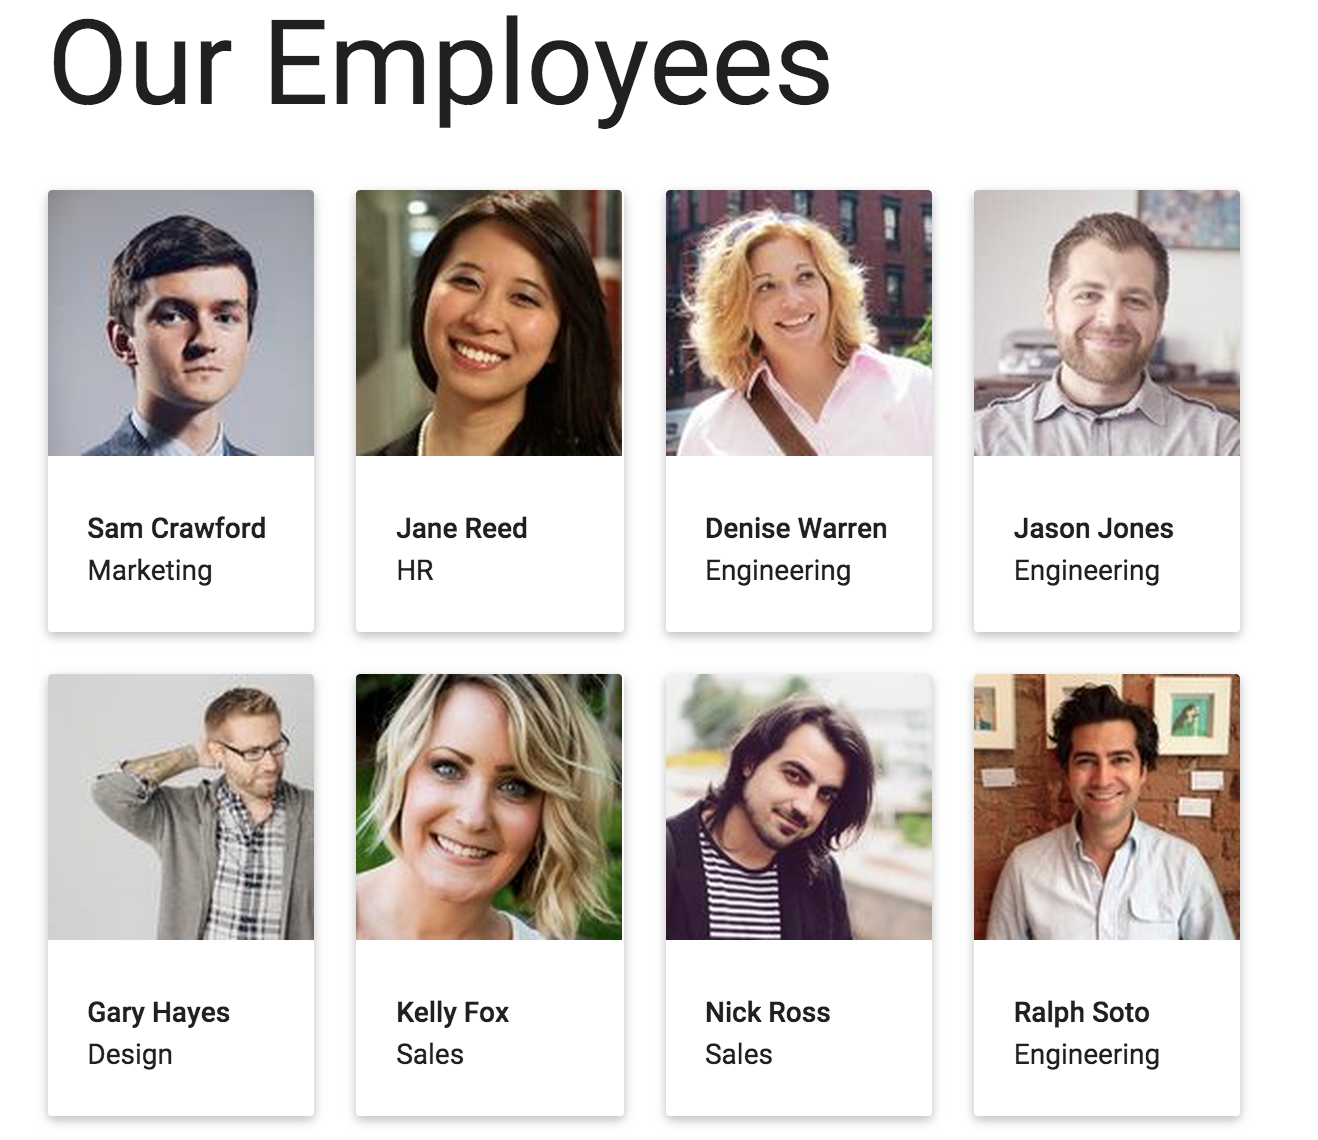 Our Employees
Sam Crawford
Marketing
Jane Reed
HR
Denise Warren
Engineering
Jason Jones
Engineering
Gary Hayes
Design
Kelly Fox
Sales
Nick Ross
Sales
Ralph Soto
Engineering